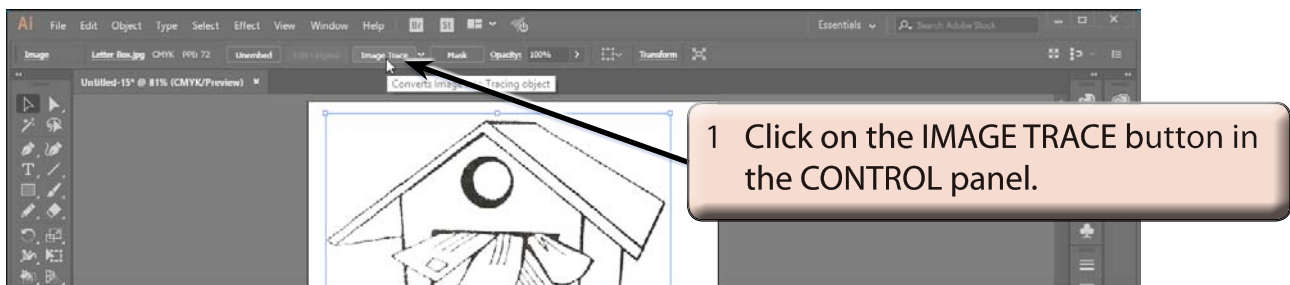 Ai File Edit Object Type Select Effect View Window Help Br St Essentials Search Adobe Stock
Image Letter Box.jpg CMYK PPI: 72 Unembed Edit Original Image Trace Mask Opacity: 100% Transform
Untitled-15* @ 81% (CMYK/Preview)
Converts image Tracing object
1 Click on the IMAGE TRACE button in
the CONTROL panel.